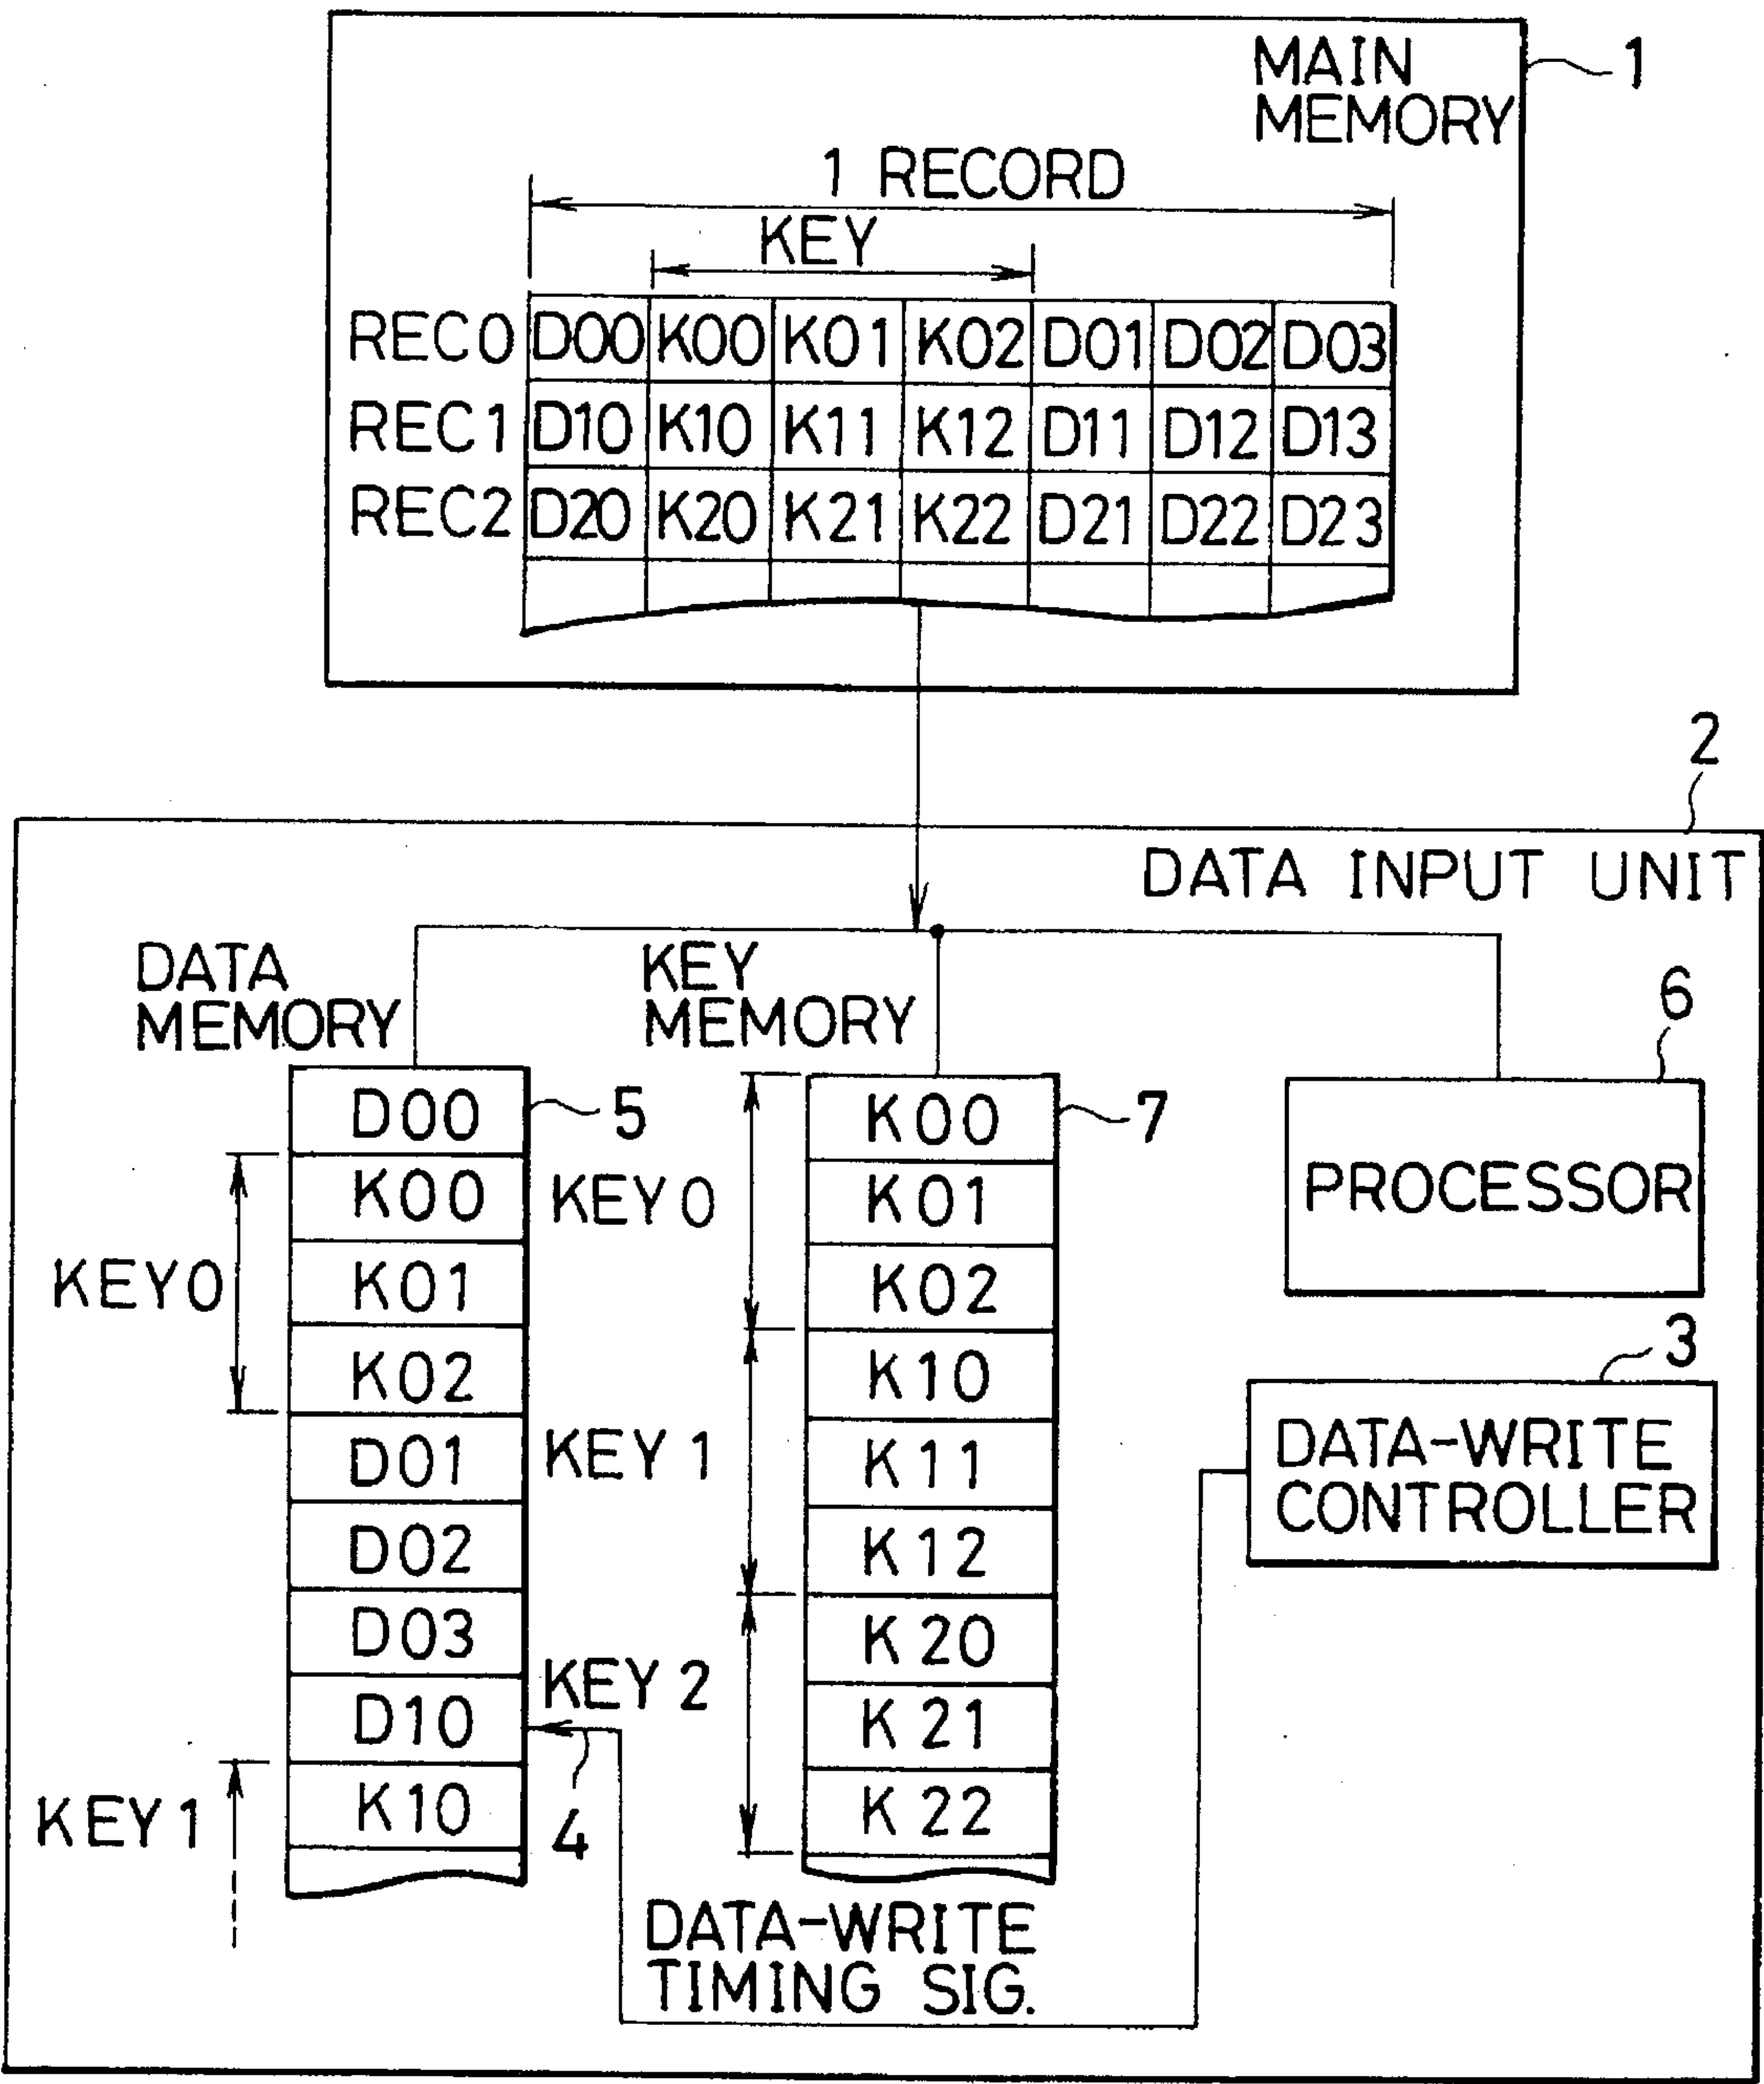 MAIN
MEMORY
1
1 RECORD
KEY
REC0 D00 K00 K01 K02 D01 D02 D03
REC1 D10 K10 K11 K12 D11 D12 D13
REC2 D20 K20 K21 K22 D21 D22 D23
2
DATA INPUT UNIT
DATA
MEMORY
KEY
MEMORY
6
PROCESSOR
5
7
D00
K00
K01
K02
D01
D02
D03
D10
K10
KEY0
KEY1
KEY0
KEY 1
KEY 2
K00
K01
K02
K10
K11
K12
K20
K21
K22
3
DATA-WRITE
CONTROLLER
4
DATA-WRITE
TIMING SIG.